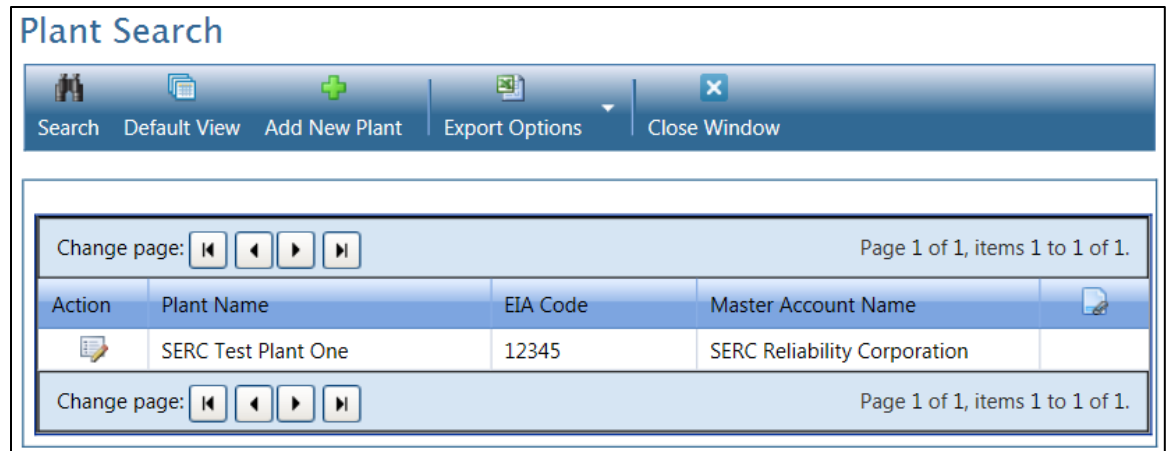 Plant Search
Search Default View Add New Plant Export Options Close Window
Change page: Page 1 of 1, items 1 to 1 of 1.
Action Plant Name EIA Code Master Account Name
SERC Test Plant One 12345 SERC Reliability Corporation
Change page: Page 1 of 1, items 1 to 1 of 1.